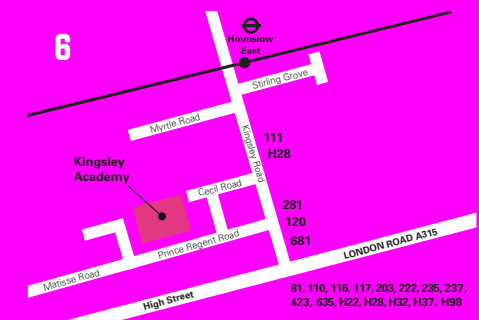 6
Hounslow
East
Stirling Grove
Myrtle Road
Kingsley Road
111
H28
Kingsley
Academy
Cecil Road
281
120
681
Prince Regent Road
Matisse Road
LONDON ROAD A315
High Street
81, 110, 116, 117, 203, 222, 235, 237,
423, 635, H22, H28, H32, H37, H98